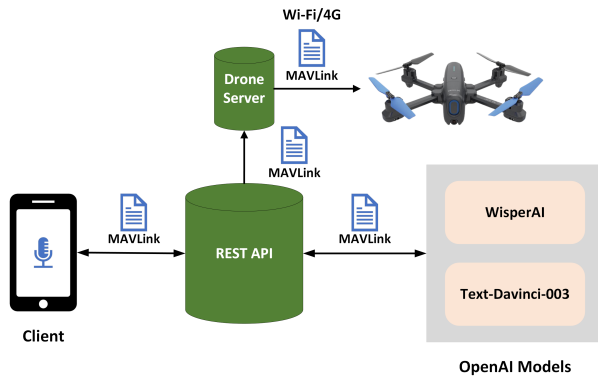 Wi-Fi/4G
MAVLink
Drone
Server
MAVLink
MAVLink
REST API
MAVLink
WisperAI
Text-Davinci-003
Client
OpenAI Models